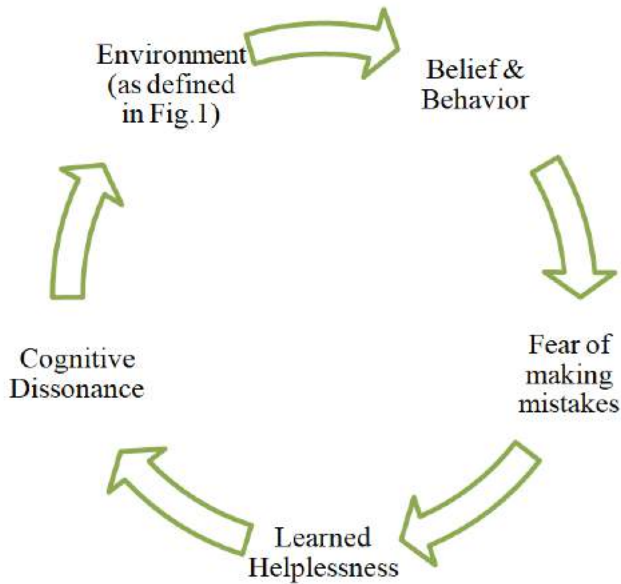 Environment
(as defined
in Fig.1)
Belief &
Behavior
Fear of
making
mistakes
Learned
Helplessness
Cognitive
Dissonance